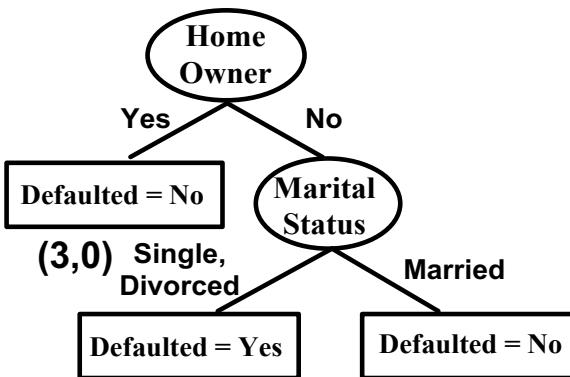 Home
Owner
Yes
No
Defaulted = No
Marital
Status
(3,0)
Single,
Divorced
Married
Defaulted = Yes
Defaulted = No